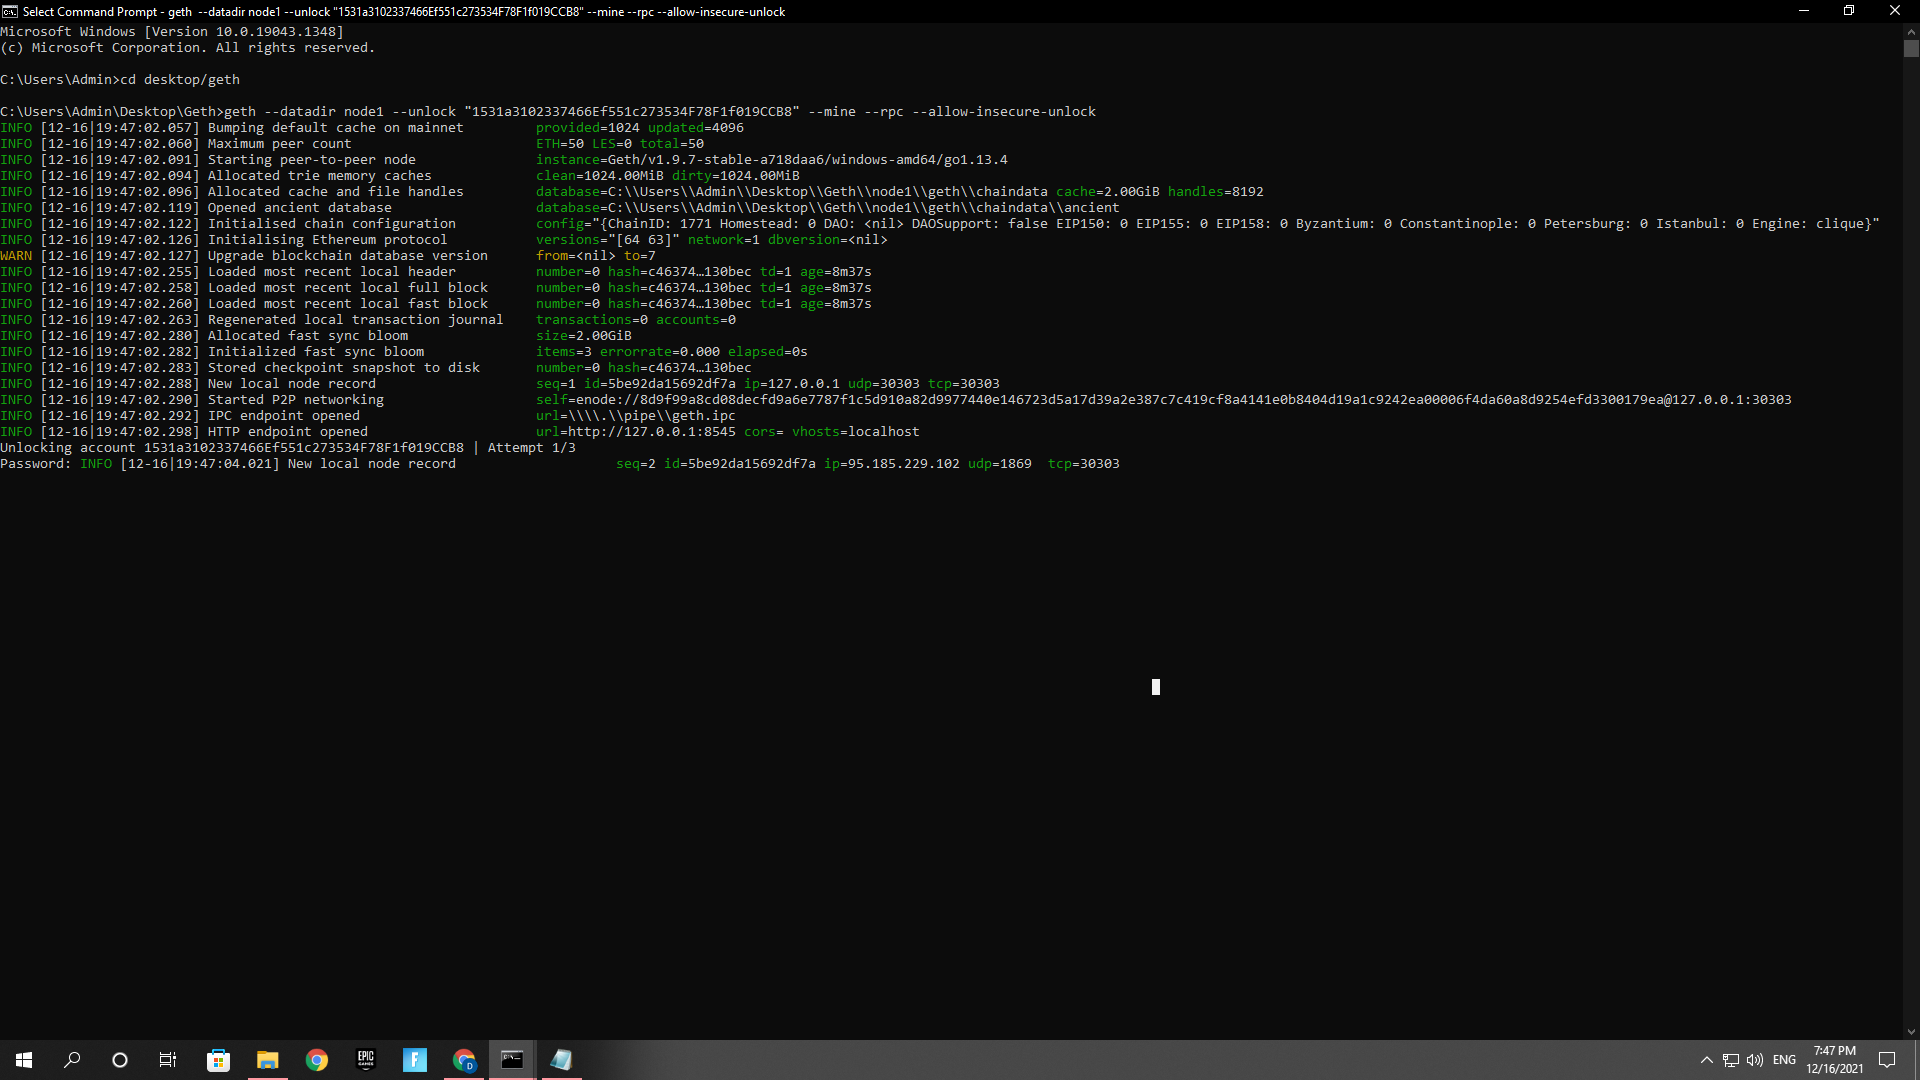 Select Command Prompt - geth  --datadir node1 --unlock "1531a3102337466Ef551c273534F78F1f019CCB8" --mine --rpc --allow-insecure-unlock
Microsoft Windows [Version 10.0.19043.1348]
(c) Microsoft Corporation. All rights reserved.
C:\Users\Admin>cd desktop/geth
C:\Users\Admin\Desktop\Geth>geth --datadir node1 --unlock "1531a3102337466Ef551c273534F78F1f019CCB8" --mine --rpc --allow-insecure-unlock
INFO [12-16|19:47:02.057] Bumping default cache on mainnet         provided=1024 updated=4096
INFO [12-16|19:47:02.060] Maximum peer count                       ETH=50 LES=0 total=50
INFO [12-16|19:47:02.091] Starting peer-to-peer node               instance=Geth/v1.9.7-stable-a718daa6/windows-amd64/go1.13.4
INFO [12-16|19:47:02.094] Allocated trie memory caches             clean=1024.00MiB dirty=1024.00MiB
INFO [12-16|19:47:02.096] Allocated cache and file handles         database=C:\\Users\\Admin\\Desktop\\Geth\\node1\\geth\\chaindata cache=2.00GiB handles=8192
INFO [12-16|19:47:02.119] Opened ancient database                  database=C:\\Users\\Admin\\Desktop\\Geth\\node1\\geth\\chaindata\\ancient
INFO [12-16|19:47:02.122] Initialised chain configuration          config="{ChainID: 1771 Homestead: 0 DAO: <nil> DAOSupport: false EIP150: 0 EIP155: 0 EIP158: 0 Byzantium: 0 Constantinople: 0 Petersburg: 0 Istanbul: 0 Engine: clique}"
INFO [12-16|19:47:02.126] Initialising Ethereum protocol           versions="[64 63]" network=1 dbversion=<nil>
WARN [12-16|19:47:02.127] Upgrade blockchain database version      from=<nil> to=7
INFO [12-16|19:47:02.255] Loaded most recent local header          number=0 hash=c46374…130bec td=1 age=8m37s
INFO [12-16|19:47:02.258] Loaded most recent local full block      number=0 hash=c46374…130bec td=1 age=8m37s
INFO [12-16|19:47:02.260] Loaded most recent local fast block      number=0 hash=c46374…130bec td=1 age=8m37s
INFO [12-16|19:47:02.263] Regenerated local transaction journal    transactions=0 accounts=0
INFO [12-16|19:47:02.280] Allocated fast sync bloom                size=2.00GiB
INFO [12-16|19:47:02.282] Initialized fast sync bloom              items=3 errorrate=0.000 elapsed=0s
INFO [12-16|19:47:02.283] Stored checkpoint snapshot to disk       number=0 hash=c46374…130bec
INFO [12-16|19:47:02.288] New local node record                    seq=1 id=5be92da15692df7a ip=127.0.0.1 udp=30303 tcp=30303
INFO [12-16|19:47:02.290] Started P2P networking                   self=enode://8d9f99a8cd08decfd9a6e7787f1c5d910a82d9977440e146723d5a17d39a2e387c7c419cf8a4141e0b8404d19a1c9242ea00006f4da60a8d9254efd3300179ea@127.0.0.1:30303
INFO [12-16|19:47:02.292] IPC endpoint opened                      url=\\\\.\\pipe\\geth.ipc
INFO [12-16|19:47:02.298] HTTP endpoint opened                     url=http://127.0.0.1:8545 cors= vhosts=localhost
Unlocking account 1531a3102337466Ef551c273534F78F1f019CCB8 | Attempt 1/3
Password: INFO [12-16|19:47:04.021] New local node record                    seq=2 id=5be92da15692df7a ip=95.185.229.102 udp=1869  tcp=30303
EPIC GAMES
F
D
ENG
7:47 PM
12/16/2021